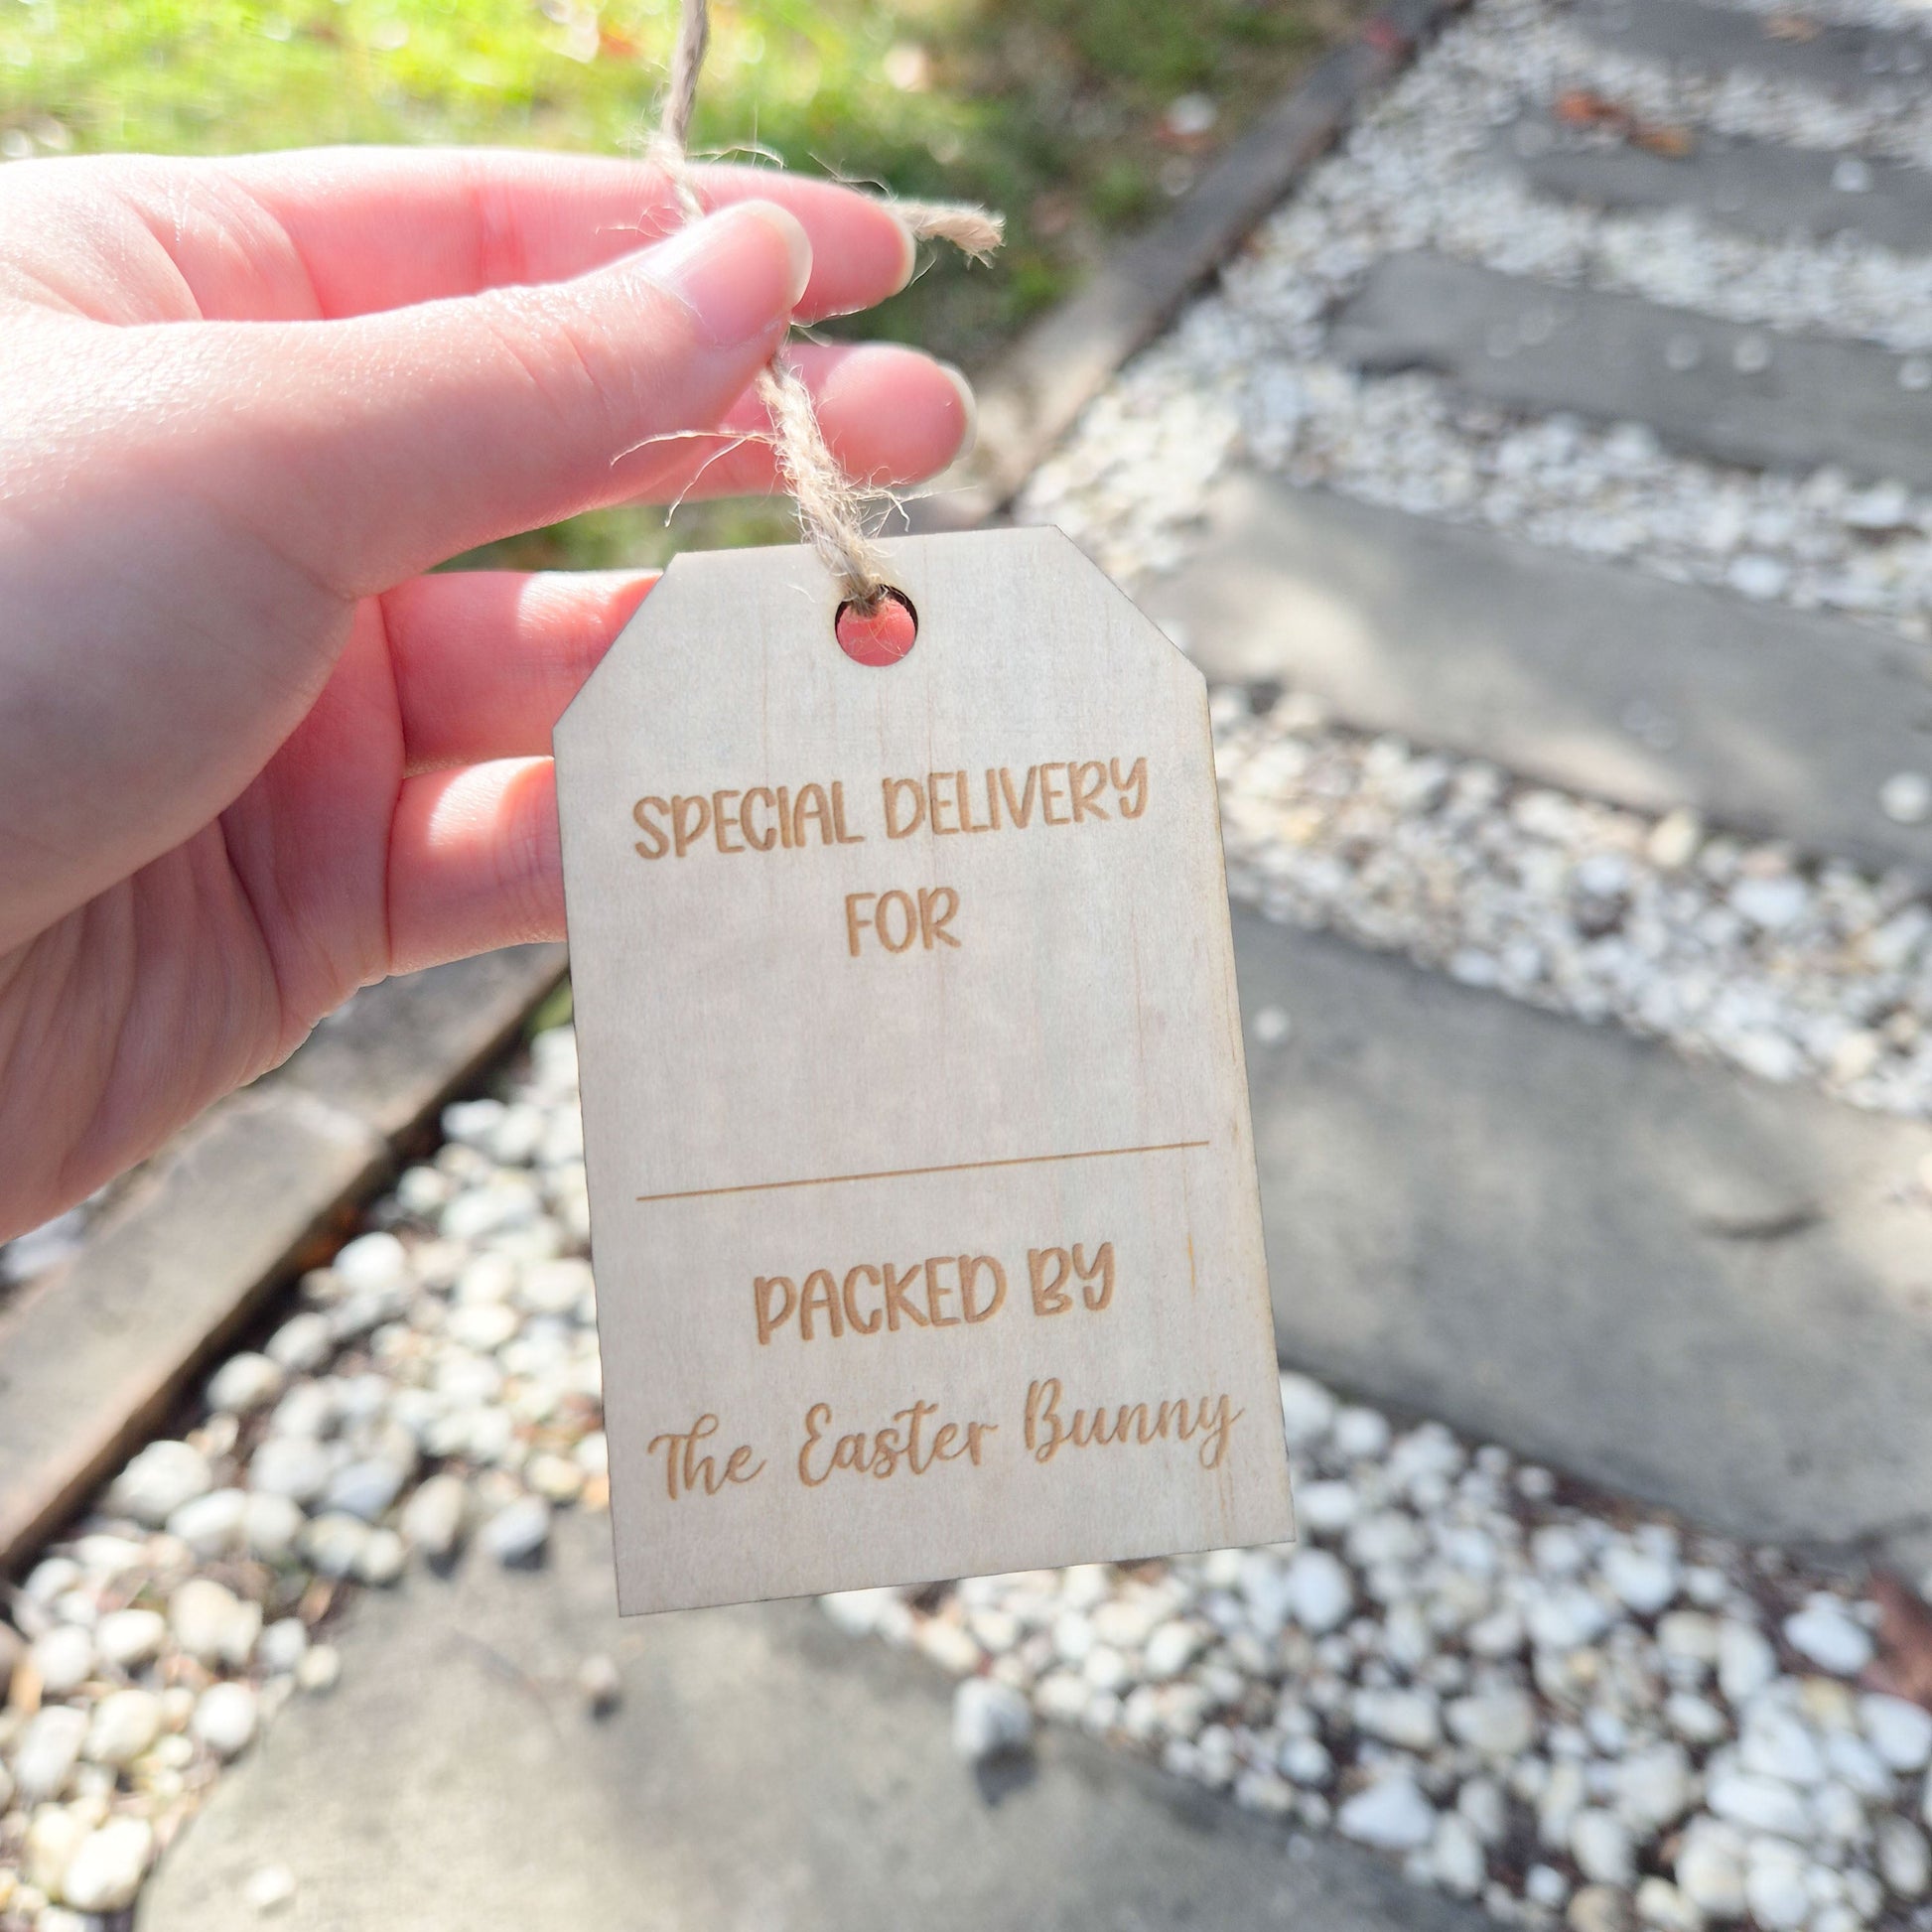 SPECIAL DELIVERY
FOR
PACKED BY
The Easter Bunny